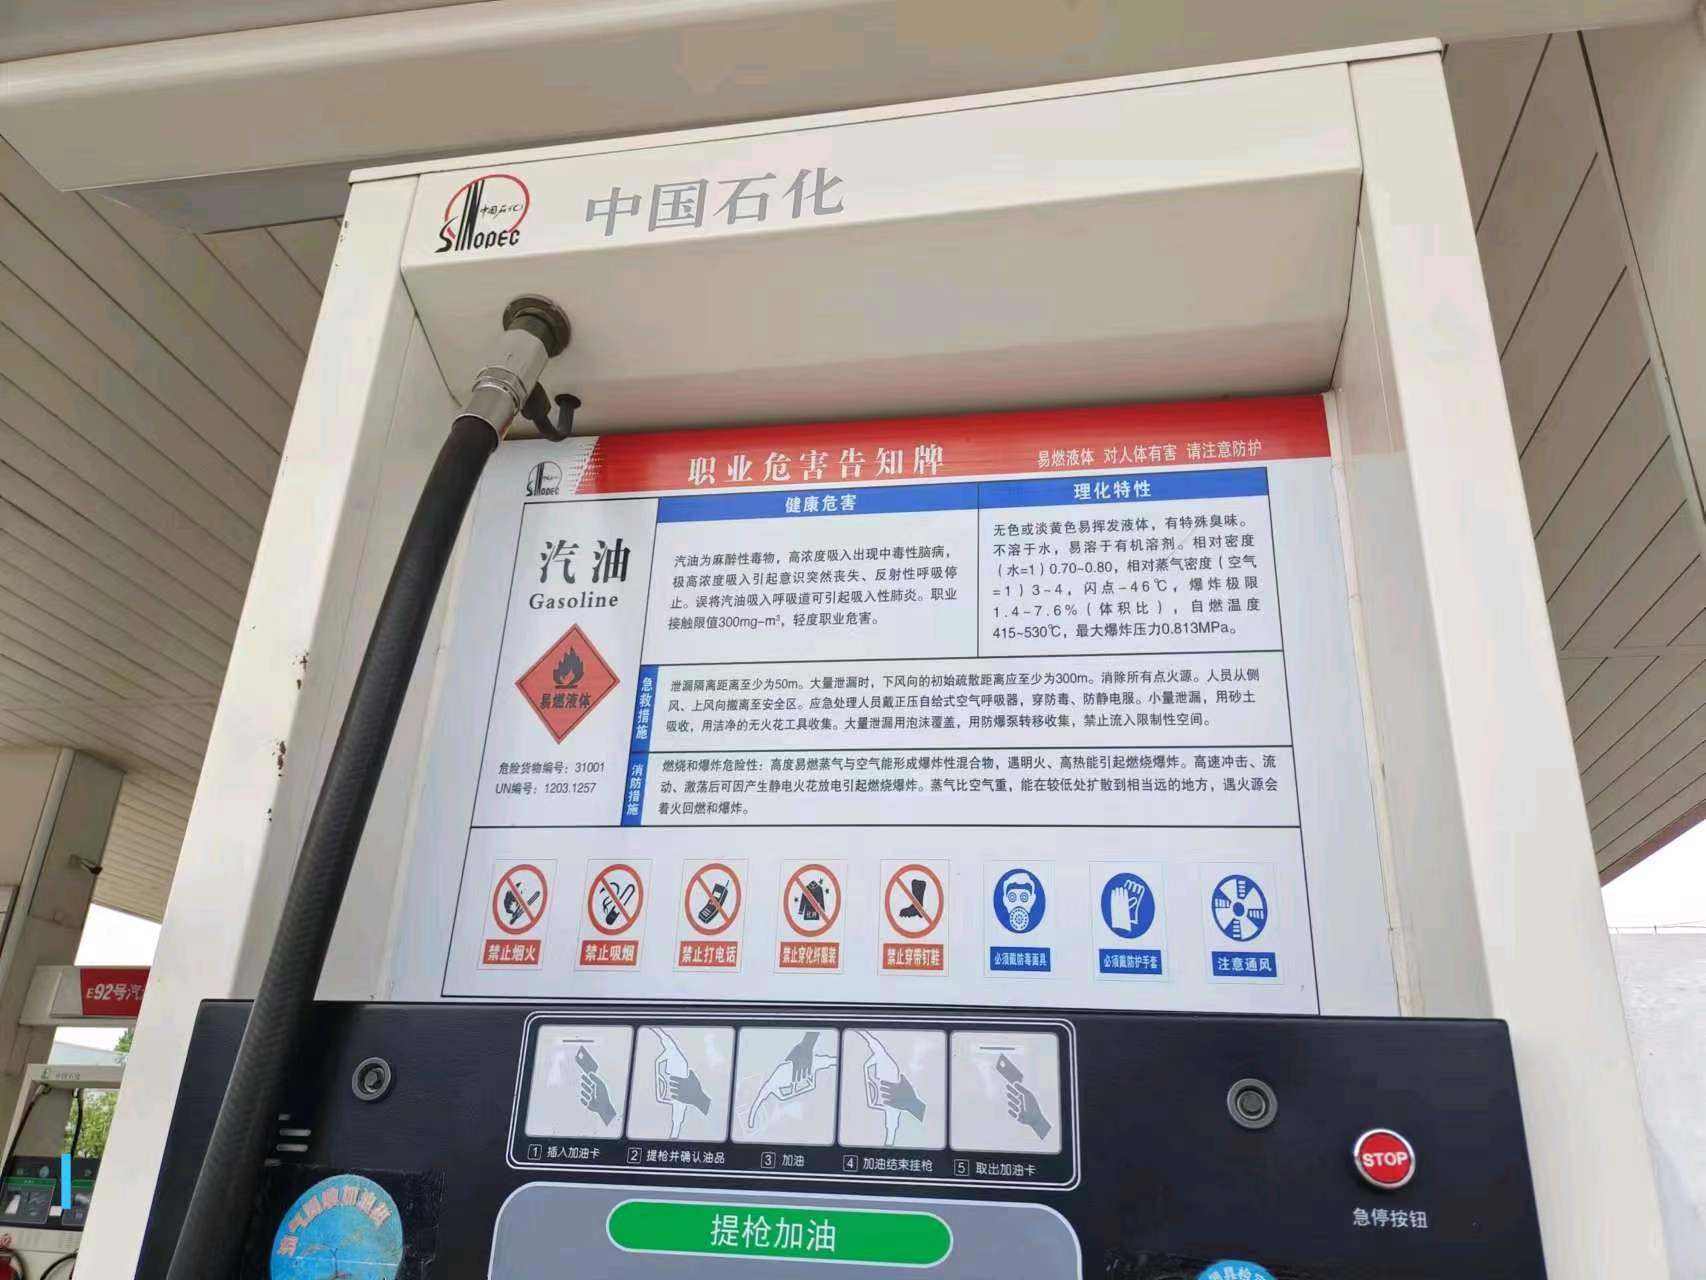 中国石化
SINOPEC
中国石化
职业危害告知牌
易燃液体 对人体有害 请注意防护
SINOPEC
汽油
Gasoline
易燃液体
危险货物编号：31001
UN编号：1203.1257
健康危害
汽油为麻醉性毒物，高浓度吸入出现中毒性脑病，
极高浓度吸入引起意识突然丧失、反射性呼吸停
止。误将汽油吸入呼吸道可引起吸入性肺炎。职业
接触限值300mg-m³，轻度职业危害。
理化特性
无色或淡黄色易挥发液体，有特殊臭味。
不溶于水，易溶于有机溶剂。相对密度
（水=1）0.70~0.80，相对蒸气密度（空气
=1）3~4，闪点-46℃，爆炸极限
1.4~7.6%（体积比），自燃温度
415~530℃，最大爆炸压力0.813MPa。
急救措施
泄漏隔离距离至少为50m。大量泄漏时，下风向的初始疏散距离应至少为300m。消除所有点火源。人员从侧
风、上风向撤离至安全区。应急处理人员戴正压自给式空气呼吸器，穿防毒、防静电服。小量泄漏，用砂土
吸收，用洁净的无火花工具收集。大量泄漏用泡沫覆盖，用防爆泵转移收集，禁止流入限制性空间。
消防措施
燃烧和爆炸危险性：高度易燃蒸气与空气能形成爆炸性混合物，遇明火、高热能引起燃烧爆炸。高速冲击、流
动、激荡后可因产生静电火花放电引起燃烧爆炸。蒸气比空气重，能在较低处扩散到相当远的地方，遇火源会
着火回燃和爆炸。
禁止烟火
禁止吸烟
禁止打电话
禁止穿化纤服装
禁止穿带钉鞋
必须戴防毒面具
必须戴防护手套
注意通风
E92号汽
中国石化
1 插入加油卡
2 提枪并确认油品
3 加油
4 加油结束挂枪
5 取出加油卡
STOP
急停按钮
提枪加油